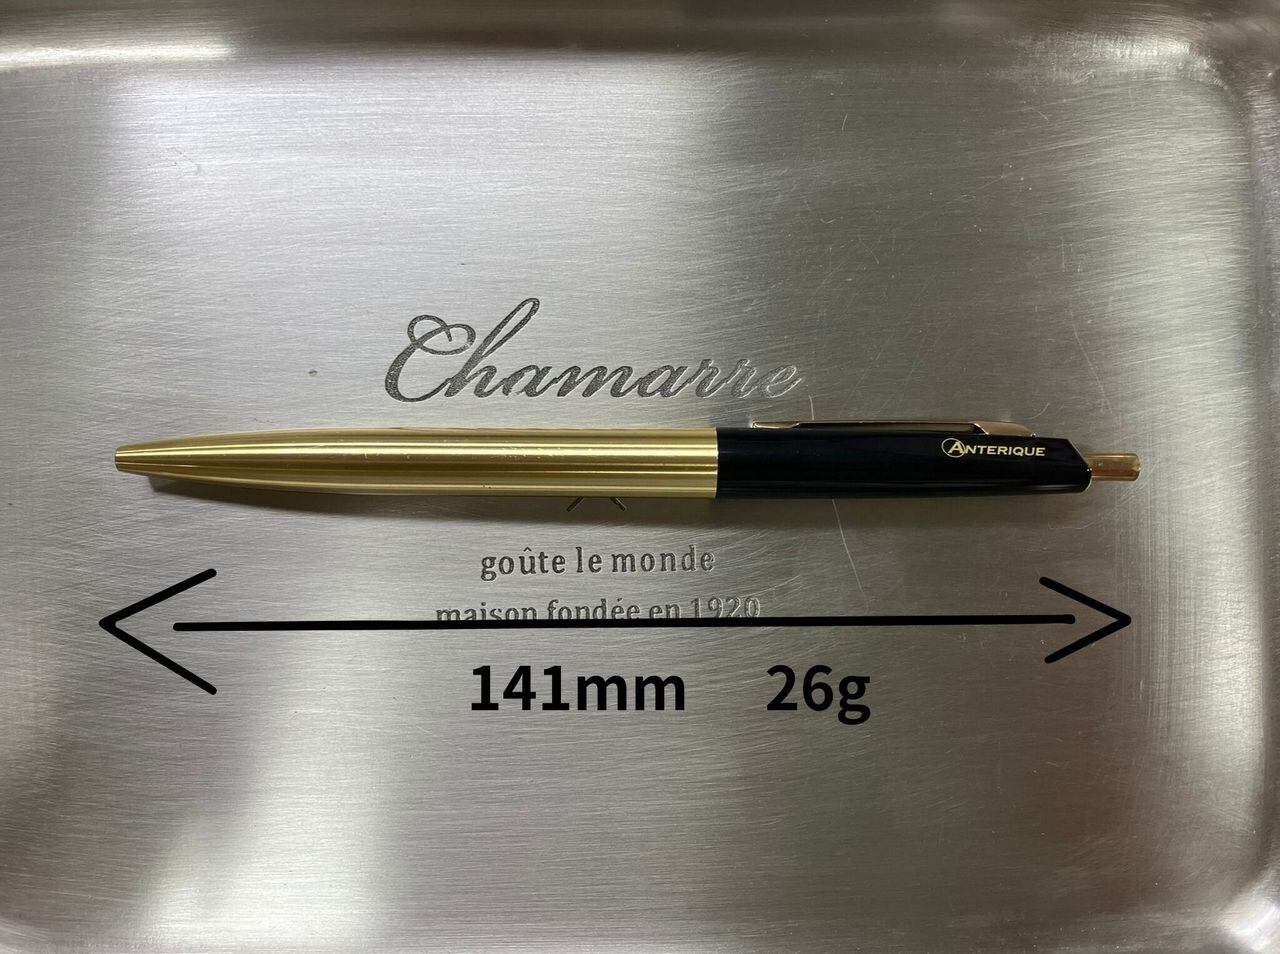 Chamarre
ANTERIQUE
goûte le monde
maison fondée en 1920
141mm 26g